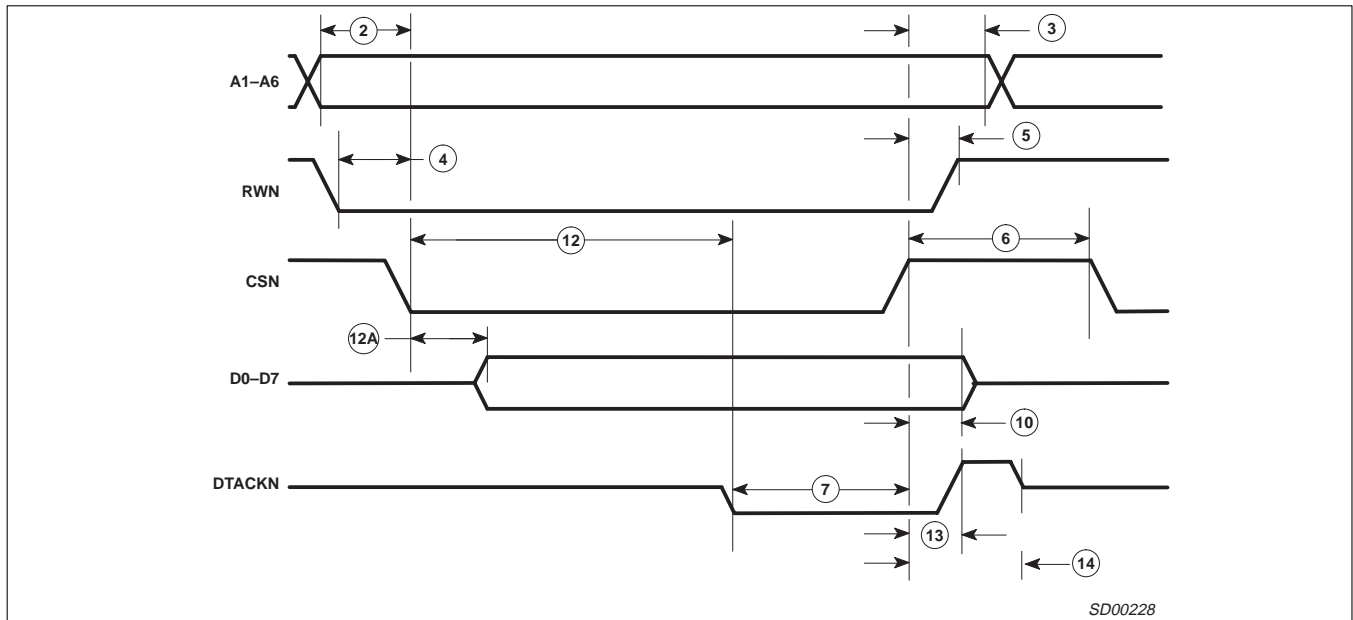 2
3
A1–A6
5
4
RWN
12
6
CSN
12A
D0–D7
10
DTACKN
7
13
14
SD00228